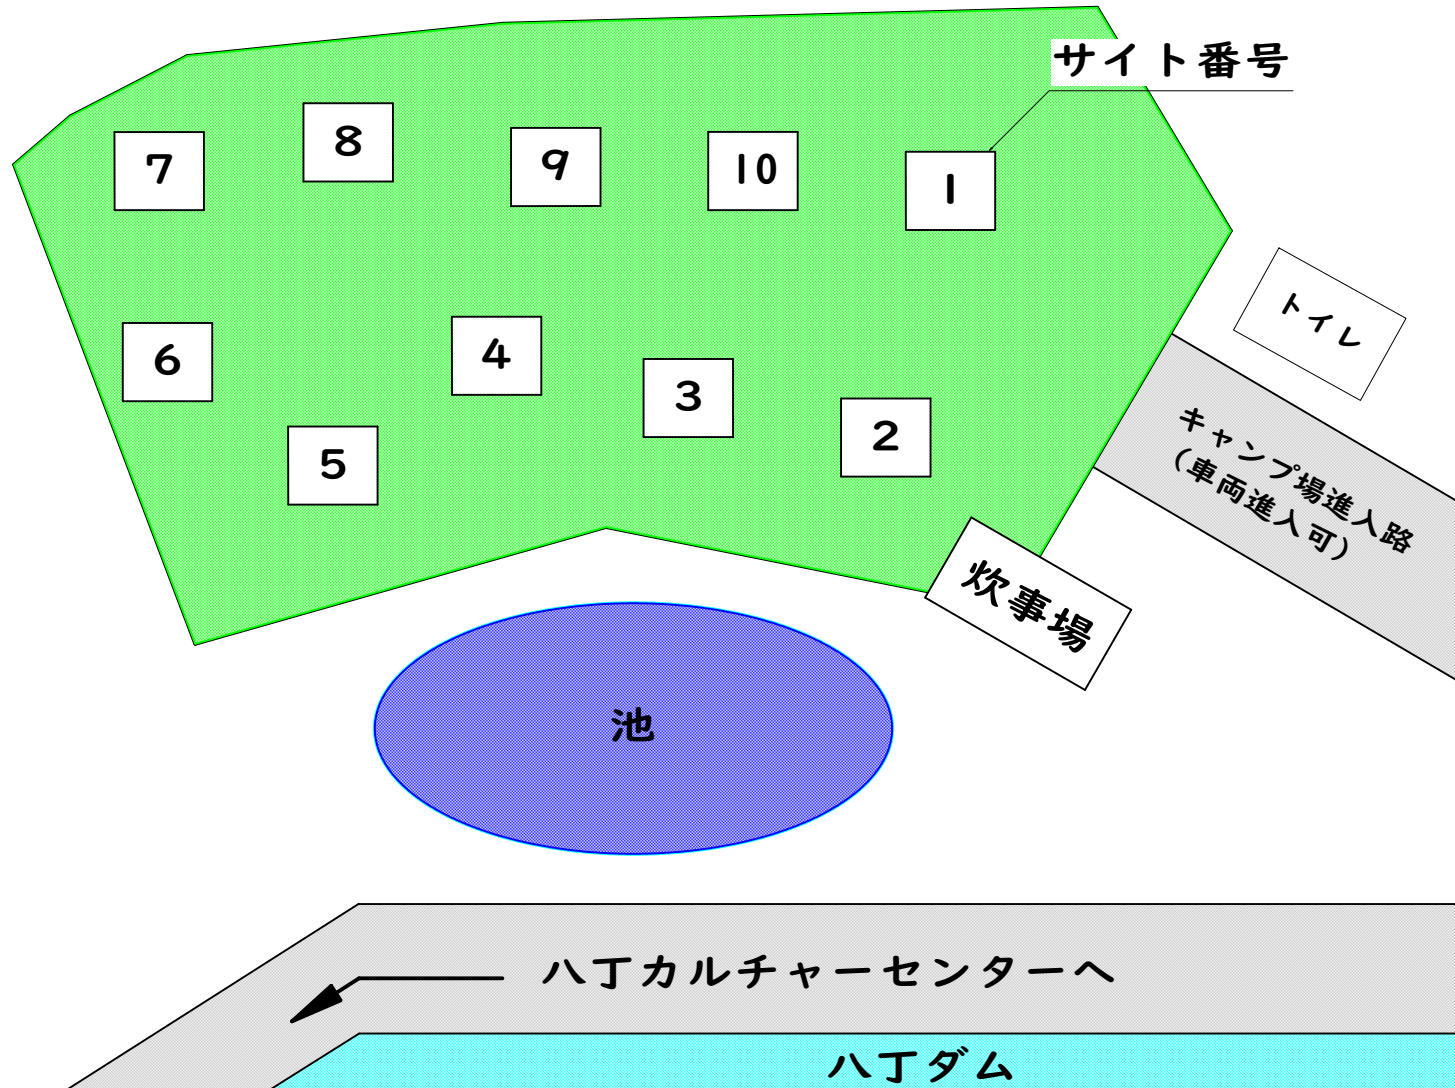 サイト番号
7
8
9
10
1
トイレ
6
4
3
2
5
キャンプ場進入路
（車両進入可）
炊事場
池
八丁カルチャーセンターへ
八丁ダム